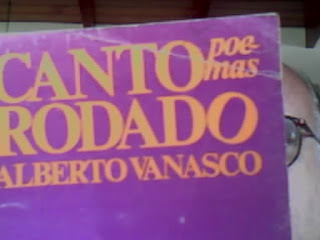 CANTO
poe-
mas
RODADO
ALBERTO VANASCO